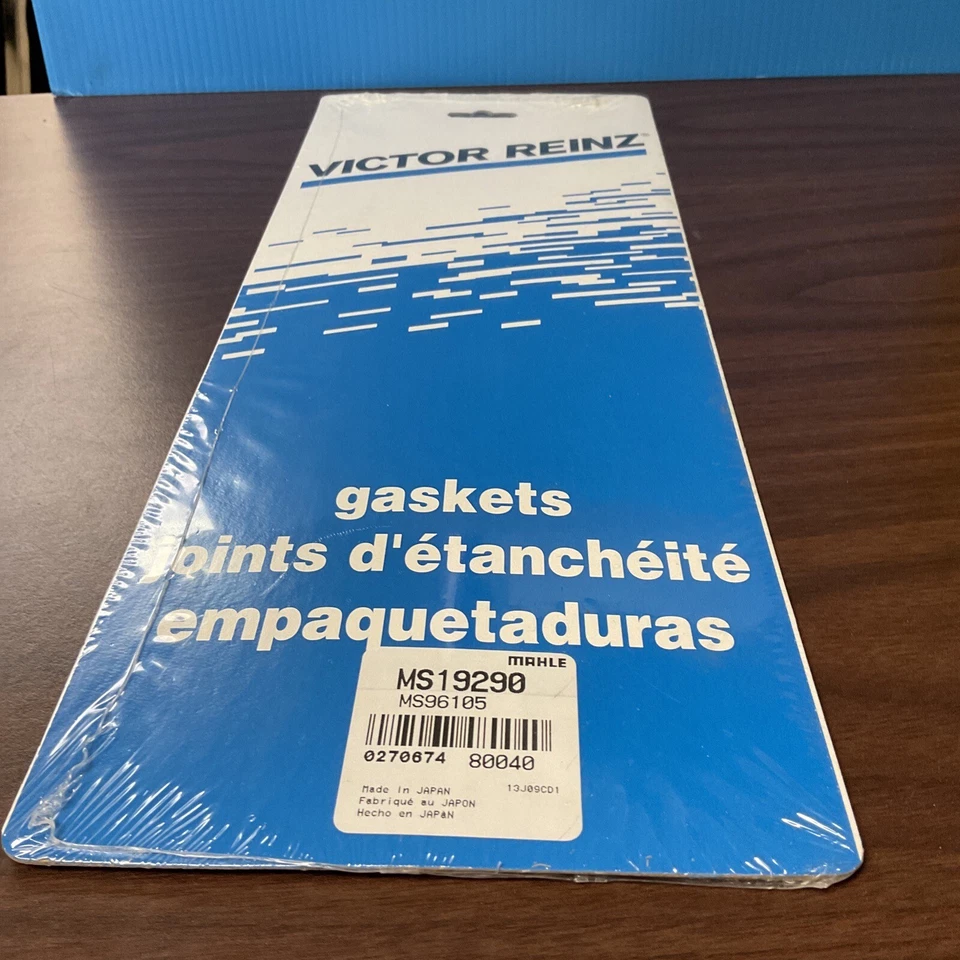 VICTOR REINZ®
gaskets
joints d'étanchéité
empaquetaduras
MAHLE
MS19290
MS96105
0270674 80040
Made in JAPAN 13J09CD1
Fabriqué au JAPON
Hecho en JAPÁN